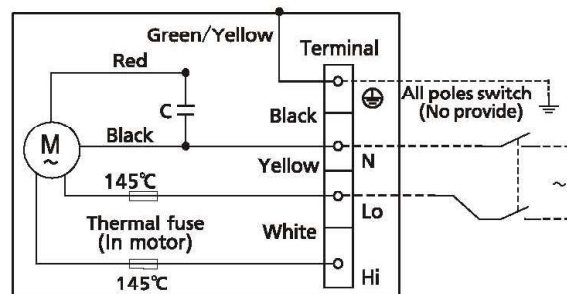 Green/Yellow
Terminal
Red
C
Black
All poles switch
(No provide)
Black
M
~
N
Yellow
145℃
~
Lo
Thermal fuse
(In motor)
White
145℃
Hi